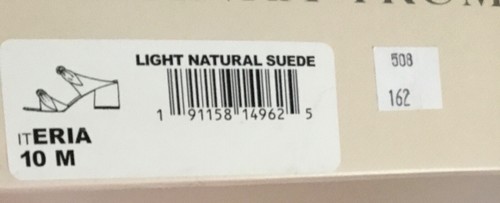 LIGHT NATURAL SUEDE
1 91158 14962 5
ITERIA
10 M
508
162